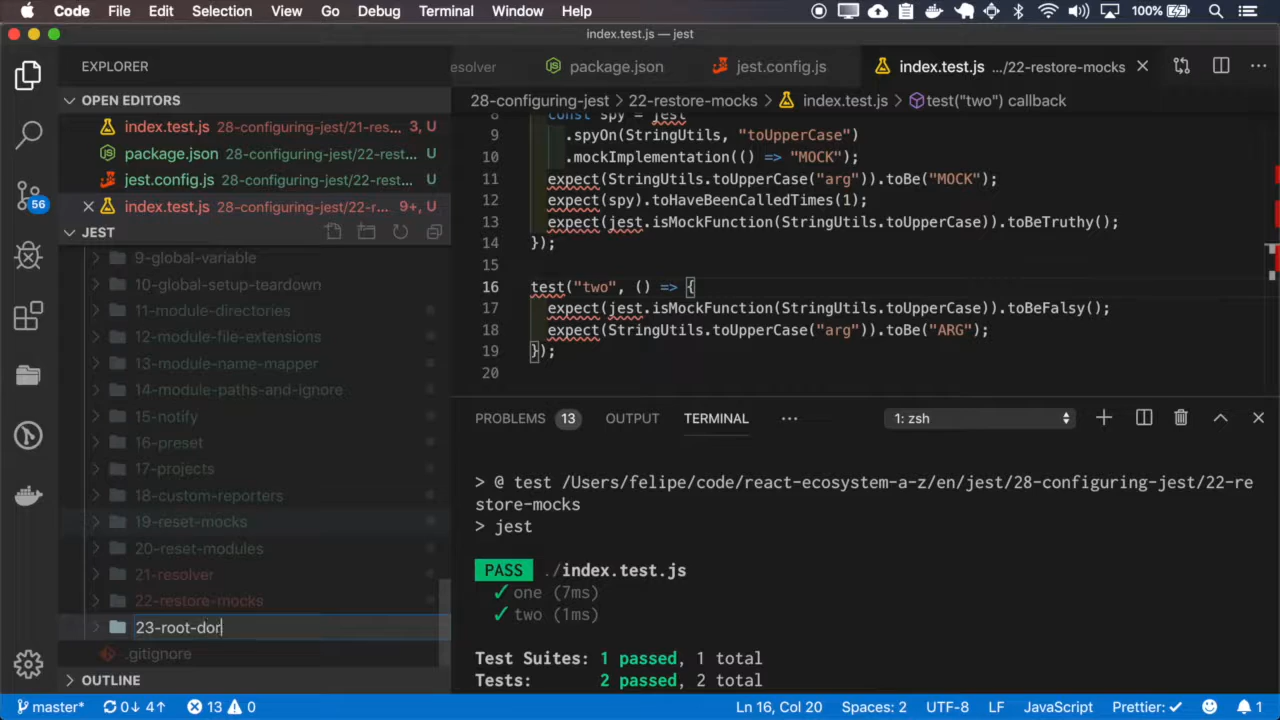 Code File Edit Selection View Go Debug Terminal Window Help 100%
index.test.js — jest
EXPLORER
OPEN EDITORS
index.test.js 28-configuring-jest/21-res... 3, U
package.json 28-configuring-jest/22-rest... U
jest.config.js 28-configuring-jest/22-rest... U
index.test.js 28-configuring-jest/22-r... 9+, U
JEST
9-global-variable
10-global-setup-teardown
11-module-directories
12-module-file-extensions
13-module-name-mapper
14-module-paths-and-ignore
15-notify
16-preset
17-projects
18-custom-reporters
19-reset-mocks
20-reset-modules
21-resolver
22-restore-mocks
23-root-dor
.gitignore
OUTLINE
56
esolver package.json jest.config.js index.test.js .../22-restore-mocks
28-configuring-jest > 22-restore-mocks > index.test.js > test("two") callback
8 const spy = jest
9 .spyOn(StringUtils, "toUpperCase")
10 .mockImplementation(() => "MOCK");
11 expect(StringUtils.toUpperCase("arg")).toBe("MOCK");
12 expect(spy).toHaveBeenCalledTimes(1);
13 expect(jest.isMockFunction(StringUtils.toUpperCase)).toBeTruthy();
14 });
15
16 test("two", () => {
17 expect(jest.isMockFunction(StringUtils.toUpperCase)).toBeFalsy();
18 expect(StringUtils.toUpperCase("arg")).toBe("ARG");
19 });
20
PROBLEMS 13 OUTPUT TERMINAL ... 1: zsh
> @ test /Users/felipe/code/react-ecosystem-a-z/en/jest/28-configuring-jest/22-re
store-mocks
> jest
PASS ./index.test.js
✓ one (7ms)
✓ two (1ms)
Test Suites: 1 passed, 1 total
Tests: 2 passed, 2 total
master* 0↓ 4↑ 13 0 Ln 16, Col 20 Spaces: 2 UTF-8 LF JavaScript Prettier: ✓ 1